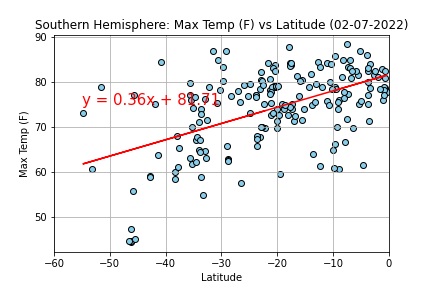 Southern Hemisphere: Max Temp (F) vs Latitude (02-07-2022)
Max Temp (F)
90
80
70
60
50
y = 0.36x + 81.71
−60 −50 −40 −30 −20 −10 0
Latitude